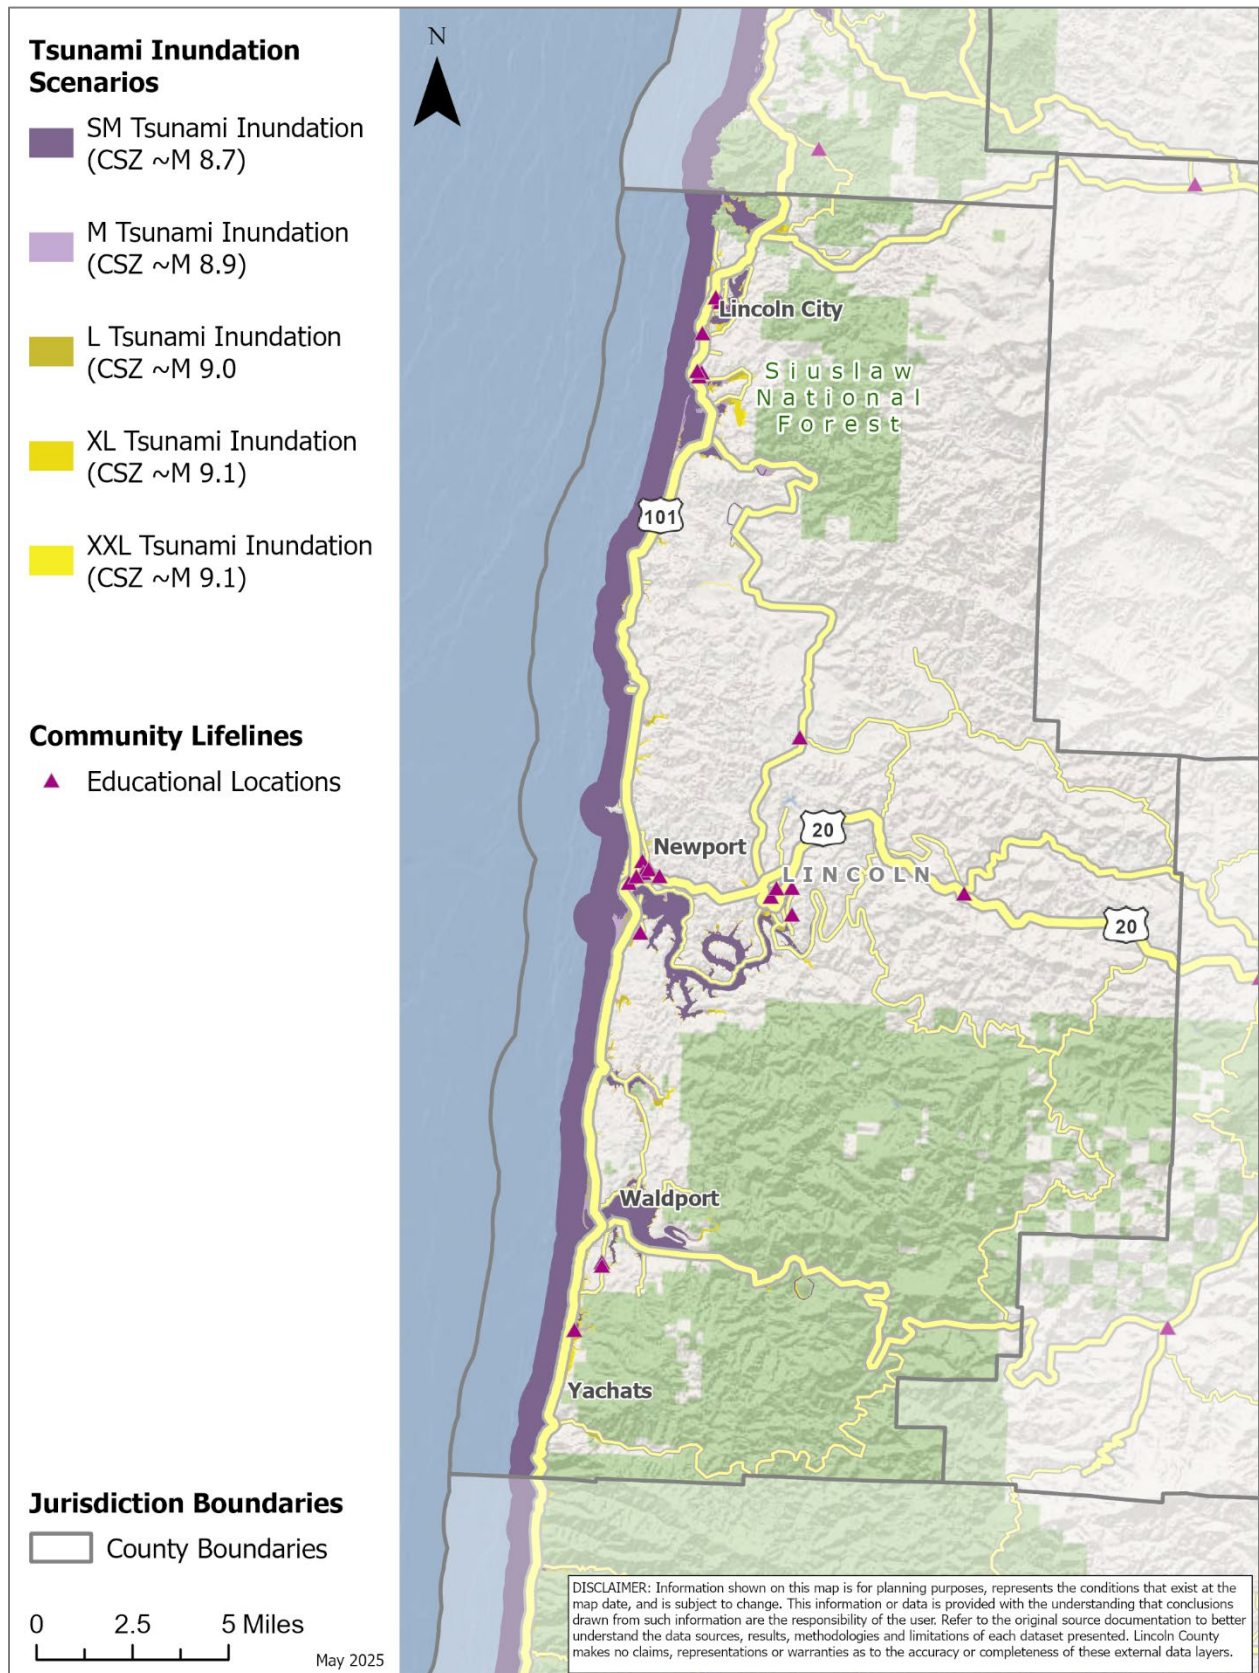 Tsunami Inundation
Scenarios
SM Tsunami Inundation
(CSZ ~M 8.7)
M Tsunami Inundation
(CSZ ~M 8.9)
L Tsunami Inundation
(CSZ ~M 9.0
XL Tsunami Inundation
(CSZ ~M 9.1)
XXL Tsunami Inundation
(CSZ ~M 9.1)
Community Lifelines
Educational Locations
Jurisdiction Boundaries
County Boundaries
0 2.5 5 Miles
May 2025
N
Lincoln City
Siuslaw
National
Forest
101
20
Newport
LINCOLN
20
Waldport
Yachats
DISCLAIMER: Information shown on this map is for planning purposes, represents the conditions that exist at the
map date, and is subject to change. This information or data is provided with the understanding that conclusions
drawn from such information are the responsibility of the user. Refer to the original source documentation to better
understand the data sources, results, methodologies and limitations of each dataset presented. Lincoln County
makes no claims, representations or warranties as to the accuracy or completeness of these external data layers.